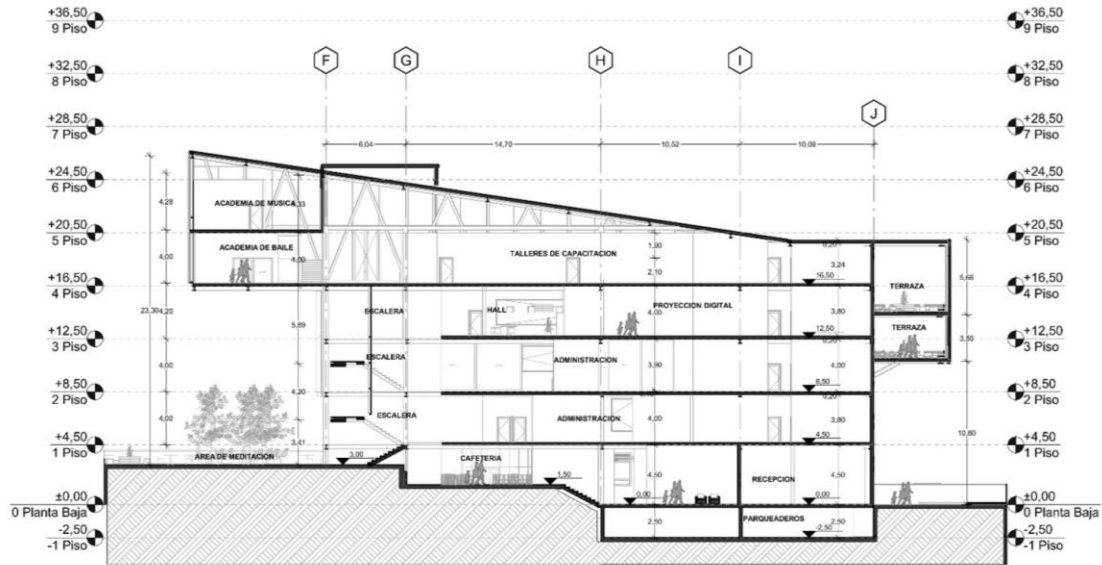 +36,50
9 Piso
+36,50
9 Piso
F
G
H
I
+32,50
8 Piso
+32,50
8 Piso
J
+28,50
7 Piso
+28,50
7 Piso
6,04
14,70
10,52
10,09
+24,50
6 Piso
+24,50
6 Piso
4,28
ACADEMIA DE MUSICA
+20,50
5 Piso
+20,50
5 Piso
4,00
ACADEMIA DE BAILE
4,00
TALLERES DE CAPACITACION
1,90
2,10
0,20
3,24
16,50
5,66
+16,50
4 Piso
+16,50
4 Piso
TERRAZA
23,30
4,20
ESCALERA
HALL
PROYECCION DIGITAL
4,00
3,80
12,50
5,89
TERRAZA
+12,50
3 Piso
+12,50
3 Piso
0,20
3,50
4,00
ESCALERA
ADMINISTRACION
3,90
8,50
+8,50
2 Piso
+8,50
2 Piso
4,20
0,20
4,00
ESCALERA
ADMINISTRACION
4,00
3,80
4,50
3,41
10,80
+4,50
1 Piso
+4,50
1 Piso
AREA DE MEDITACION
3,00
CAFETERIA
1,50
4,50
0,00
RECEPCION
4,50
0,00
±0,00
0 Planta Baja
±0,00
0 Planta Baja
2,50
PARQUEADEROS
-2,50
2,50
-2,50
-1 Piso
-2,50
-1 Piso